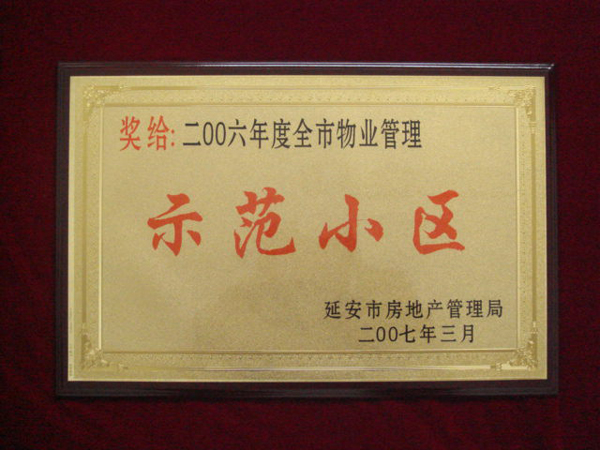 奖给:二00六年度全市物业管理
示范小区
延安市房地产管理局
二00七年三月